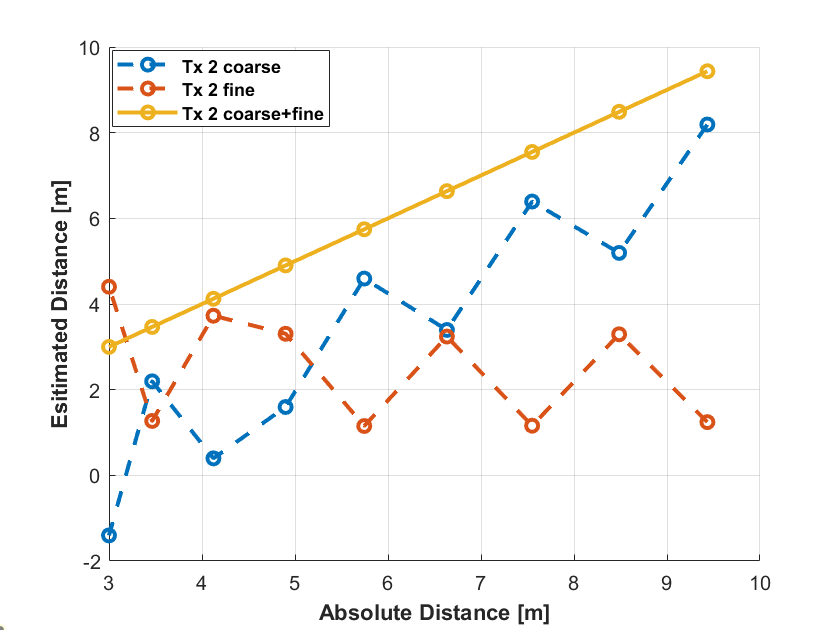 10
8
6
4
2
0
-2
3 4 5 6 7 8 9 10
Absolute Distance [m]
Esitimated Distance [m]
Tx 2 coarse
Tx 2 fine
Tx 2 coarse+fine